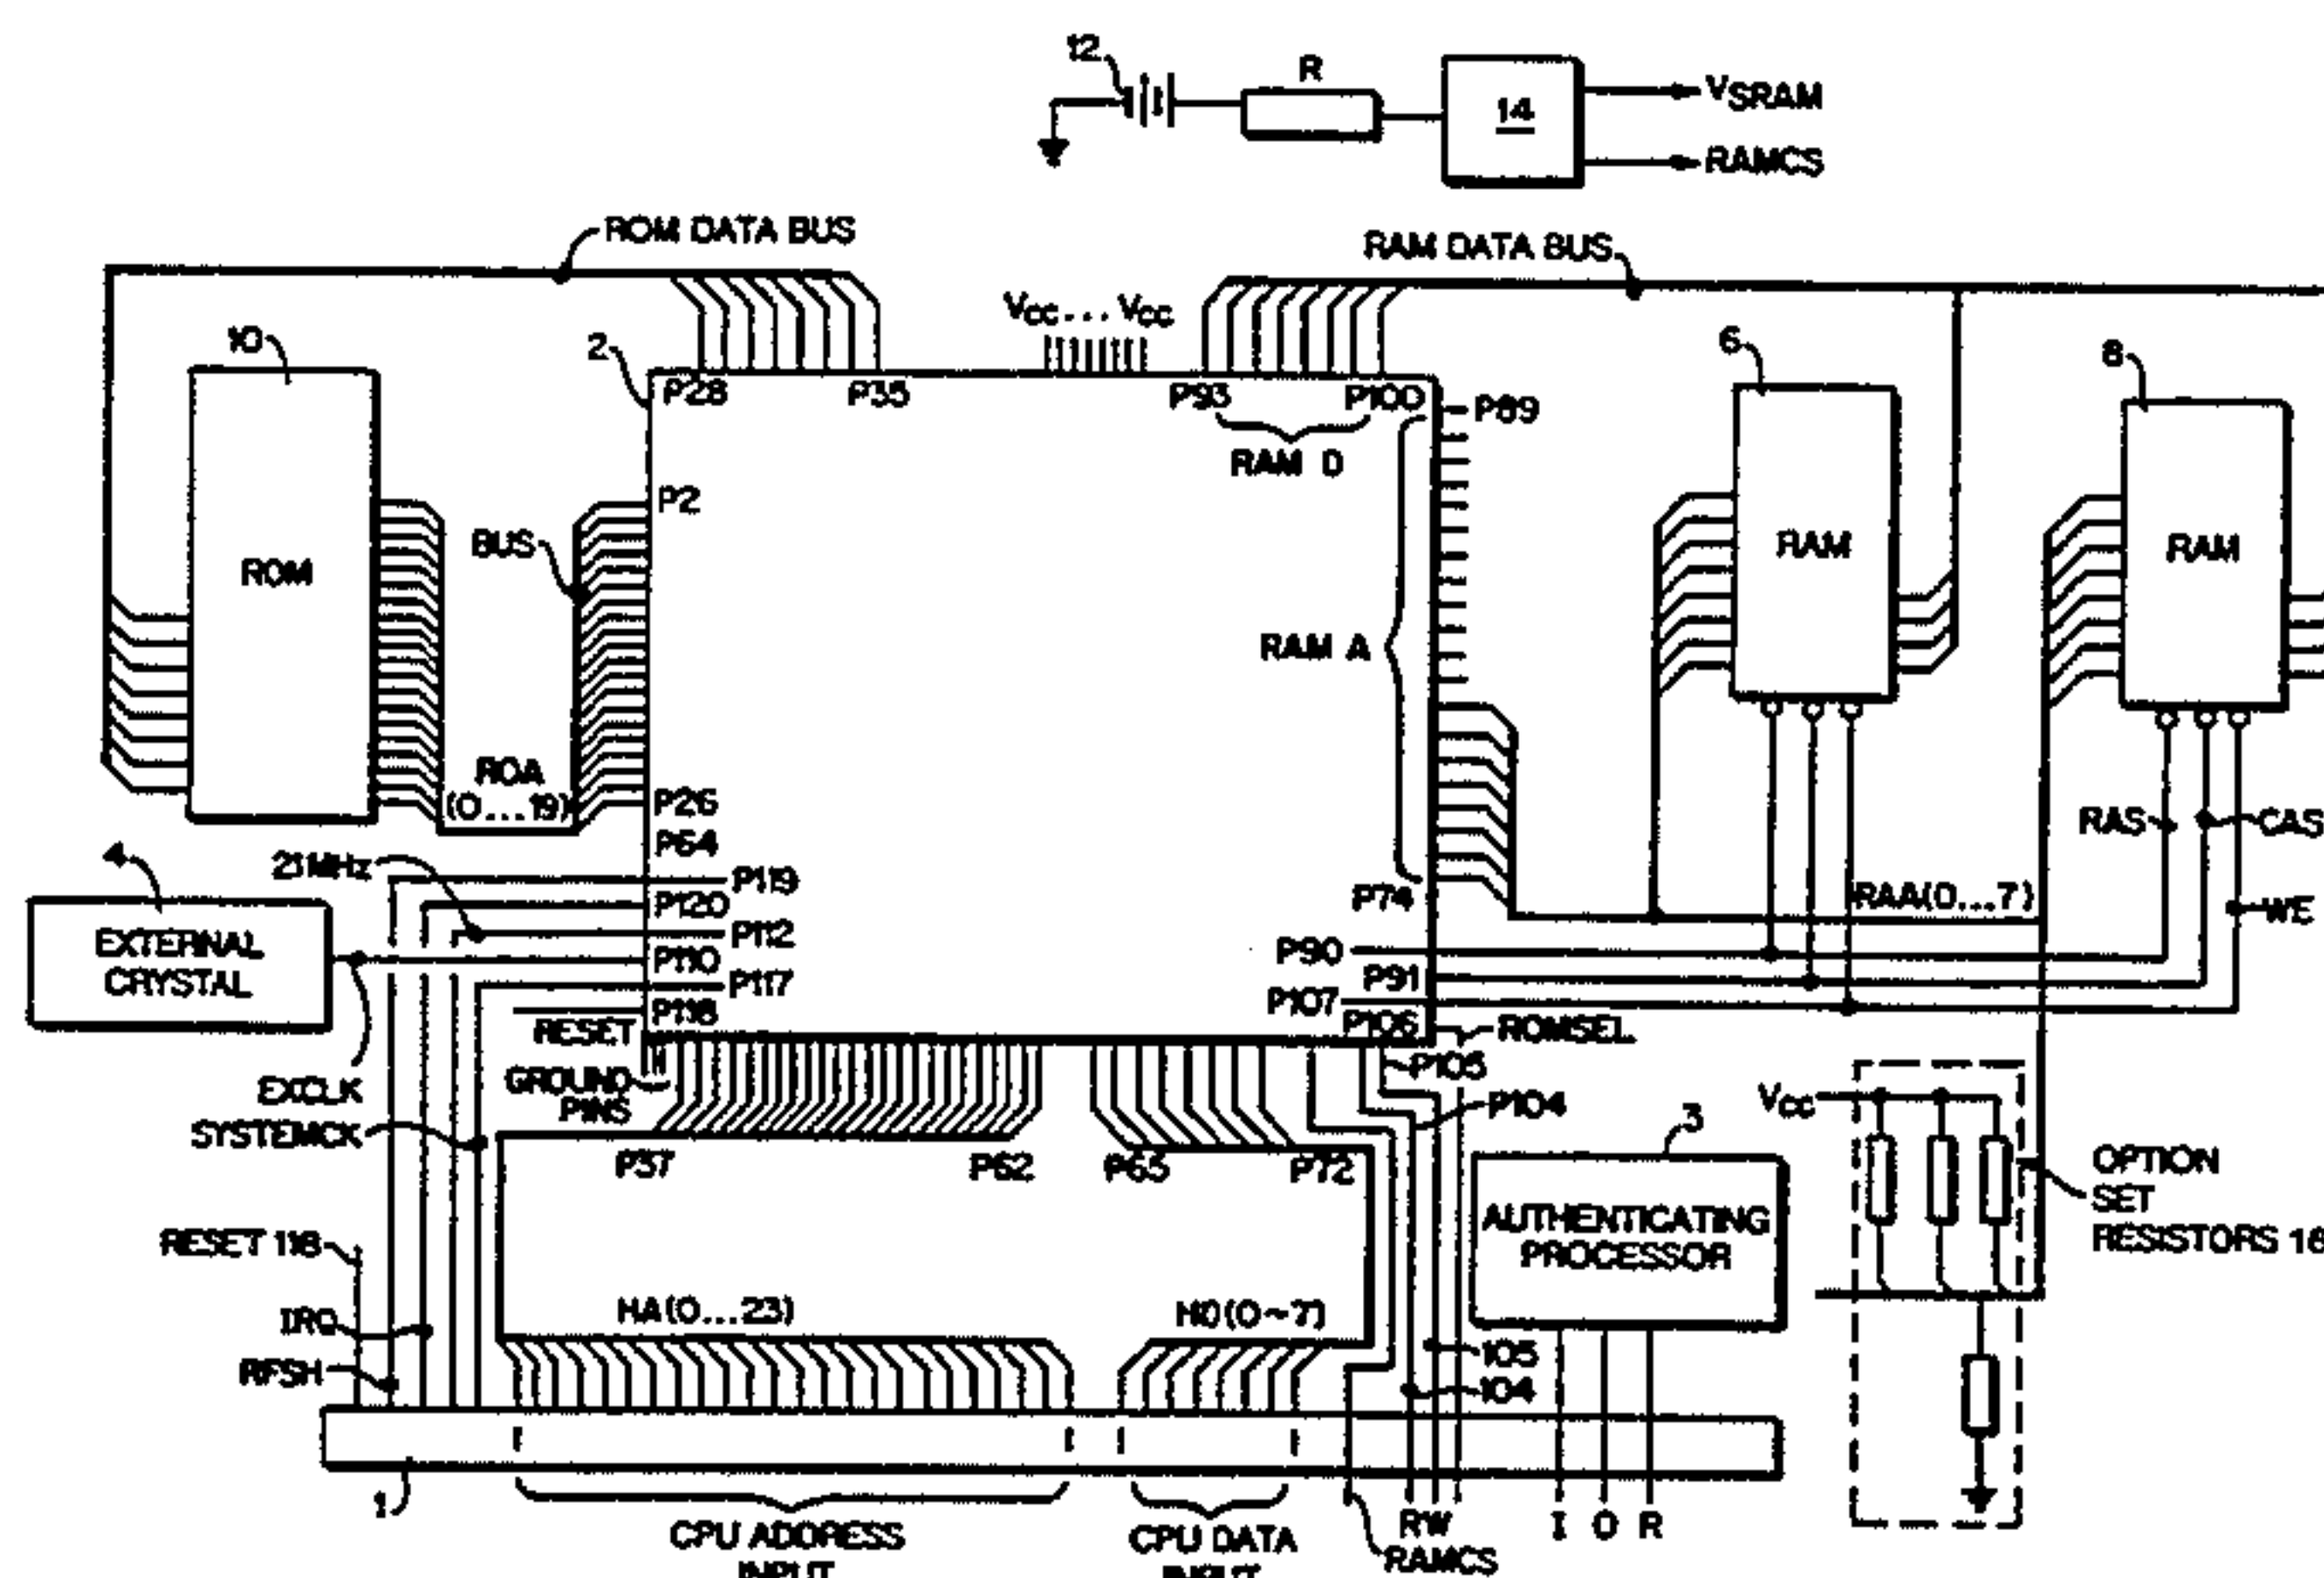 12
R
14
VSRAM
RAMCS
ROM DATA BUS
RAM DATA BUS
VCC... VCC
10
2
6
8
P28
P35
P93
P100
P89
RAM D
P2
BUS
ROM
RAM
RAM
RAM A
ROA
(0...19)
P26
P64
RAS
CAS
4
21MHz
P119
P74
RAA(0...7)
P120
WE
EXTERNAL
CRYSTAL
P112
P90
P110
P91
P117
P107
P118
P106
RESET
ROMSEL
GROUND
PINS
P105
EXCLK
P104
VCC
SYSTEMCK
3
P37
P62
P65
P72
OPTION
SET
RESISTORS 16
AUTHENTICATING
PROCESSOR
RESET 118
HA(0...23)
HD(0~7)
IRQ
105
RFSH
104
1
CPU ADDRESS
INPUT
CPU DATA
INPUT
RW
RAMCS
I O R